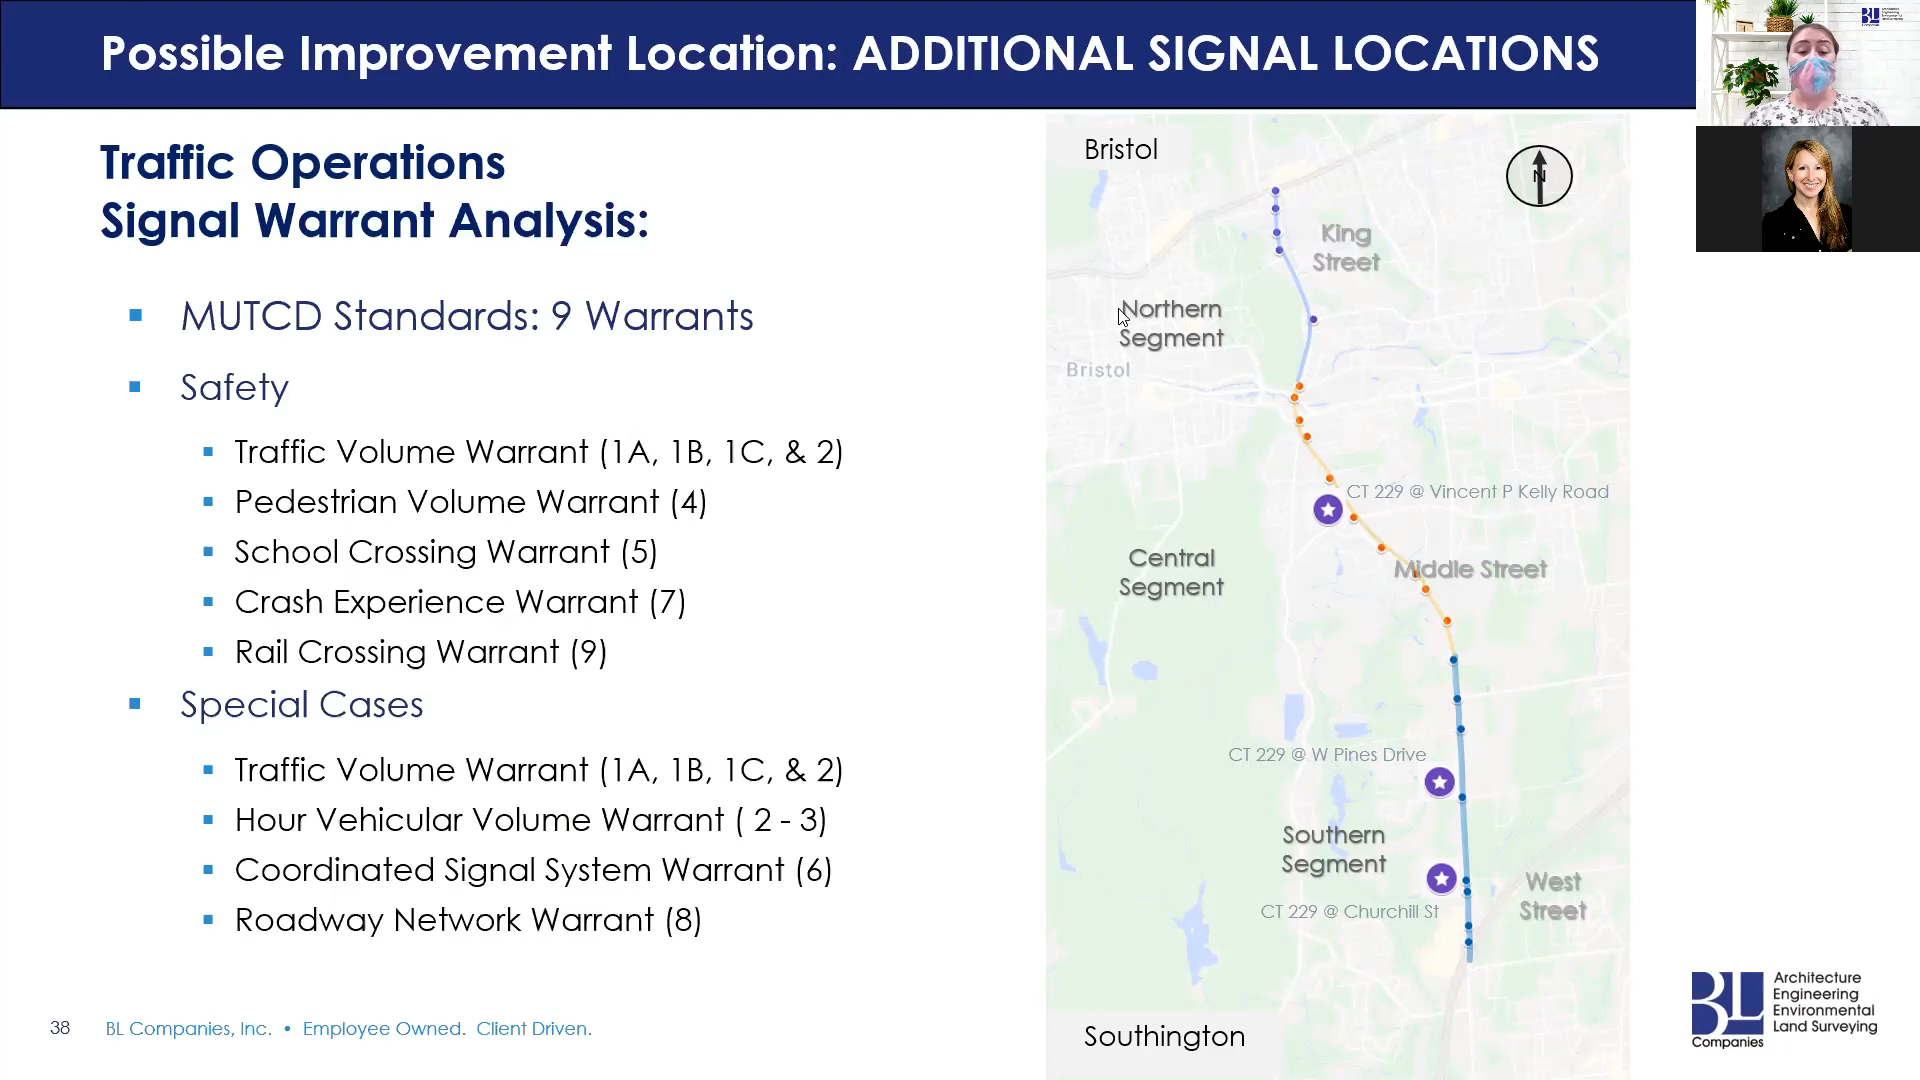 Possible Improvement Location: ADDITIONAL SIGNAL LOCATIONS
Traffic Operations
Signal Warrant Analysis:
MUTCD Standards: 9 Warrants
Safety
Traffic Volume Warrant (1A, 1B, 1C, & 2)
Pedestrian Volume Warrant (4)
School Crossing Warrant (5)
Crash Experience Warrant (7)
Rail Crossing Warrant (9)
Special Cases
Traffic Volume Warrant (1A, 1B, 1C, & 2)
Hour Vehicular Volume Warrant ( 2 - 3)
Coordinated Signal System Warrant (6)
Roadway Network Warrant (8)
Bristol
N
King
Street
Northern
Segment
Bristol
CT 229 @ Vincent P Kelly Road
Central
Segment
Middle Street
CT 229 @ W Pines Drive
Southern
Segment
West
Street
CT 229 @ Churchill St
Southington
38 BL Companies, Inc. • Employee Owned. Client Driven.
BL
Companies
Architecture
Engineering
Environmental
Land Surveying